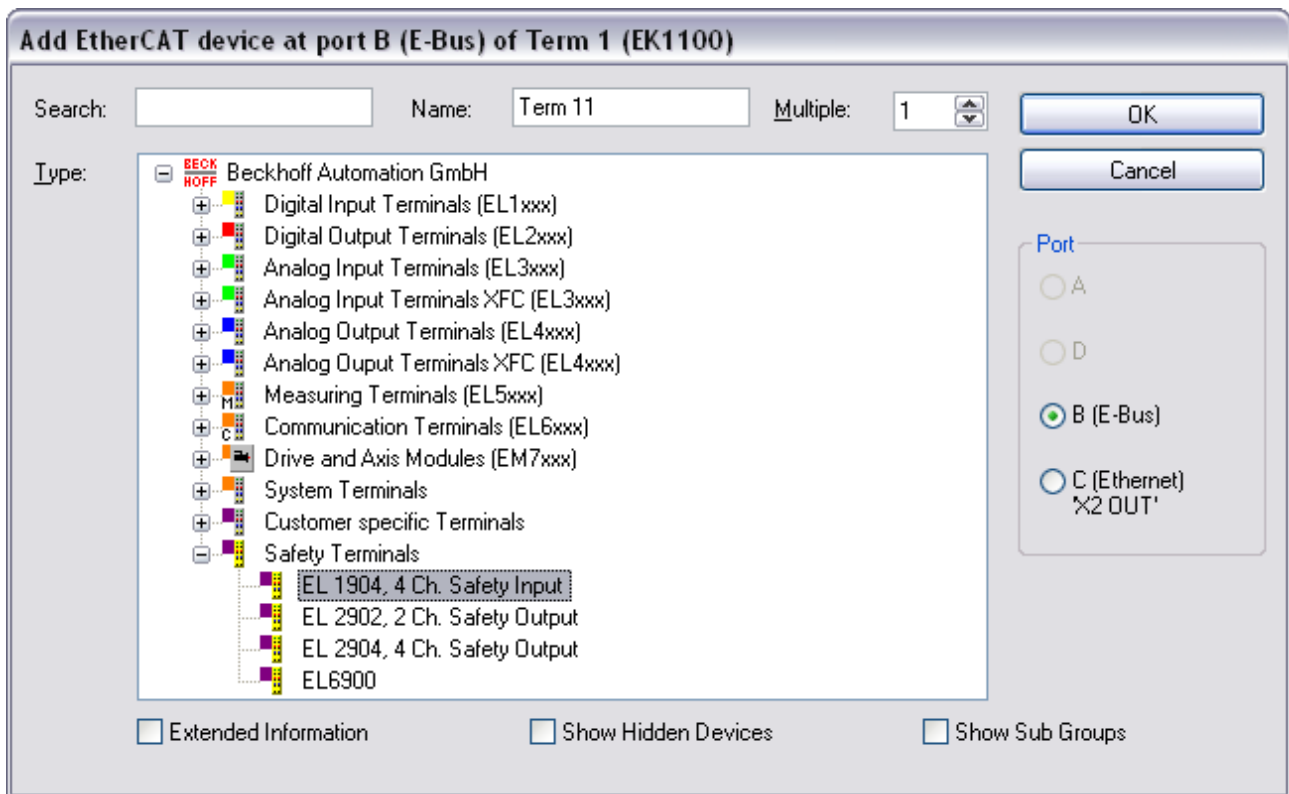 Add EtherCAT device at port B (E-Bus) of Term 1 (EK1100)
Search:
Name: Term 11
Multiple: 1
OK
Type:
BECK
HOFF
Beckhoff Automation GmbH
Cancel
Digital Input Terminals (EL1xxx)
Digital Output Terminals (EL2xxx)
Analog Input Terminals (EL3xxx)
Analog Input Terminals XFC (EL3xxx)
Analog Output Terminals (EL4xxx)
Analog Ouput Terminals XFC (EL4xxx)
M Measuring Terminals (EL5xxx)
C Communication Terminals (EL6xxx)
Drive and Axis Modules (EM7xxx)
System Terminals
Customer specific Terminals
Safety Terminals
EL 1904, 4 Ch. Safety Input
EL 2902, 2 Ch. Safety Output
EL 2904, 4 Ch. Safety Output
EL6900
Port
A
D
B (E-Bus)
C (Ethernet)
'X2 OUT'
Extended Information
Show Hidden Devices
Show Sub Groups